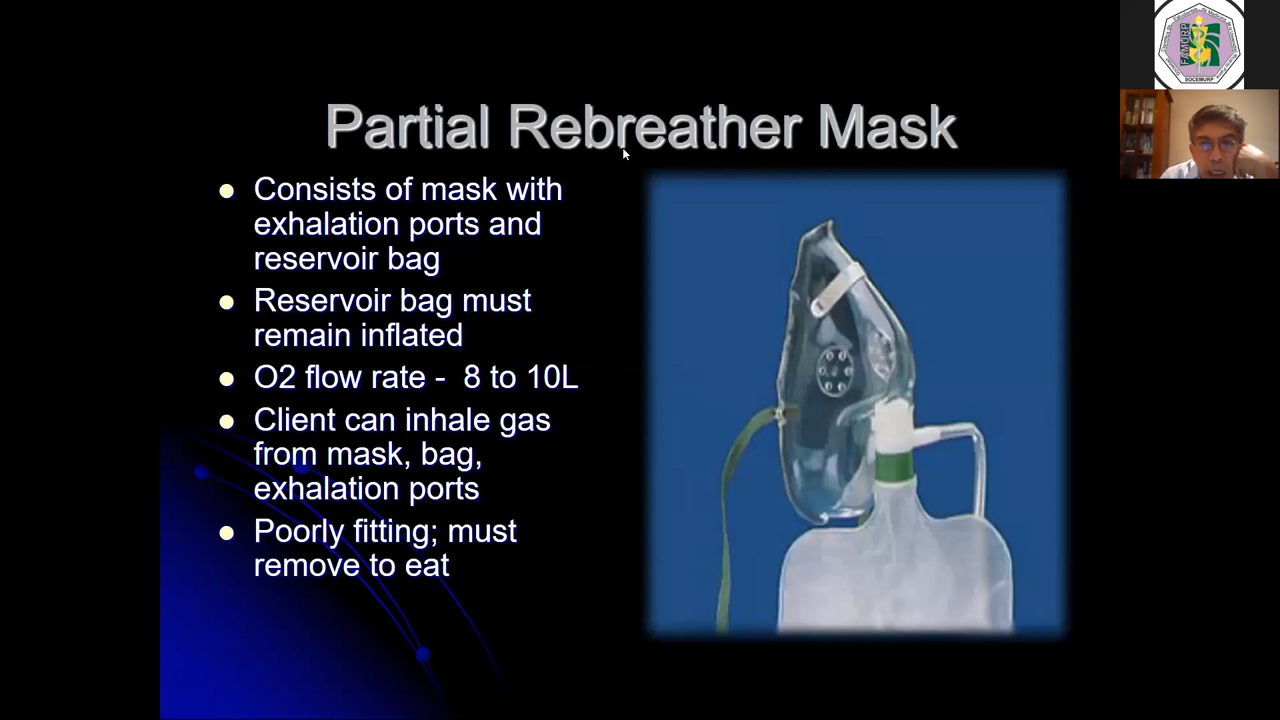 Partial Rebreather Mask
Consists of mask with
exhalation ports and
reservoir bag
Reservoir bag must
remain inflated
O2 flow rate - 8 to 10L
Client can inhale gas
from mask, bag,
exhalation ports
Poorly fitting; must
remove to eat
FAMURP
SOCEMURP